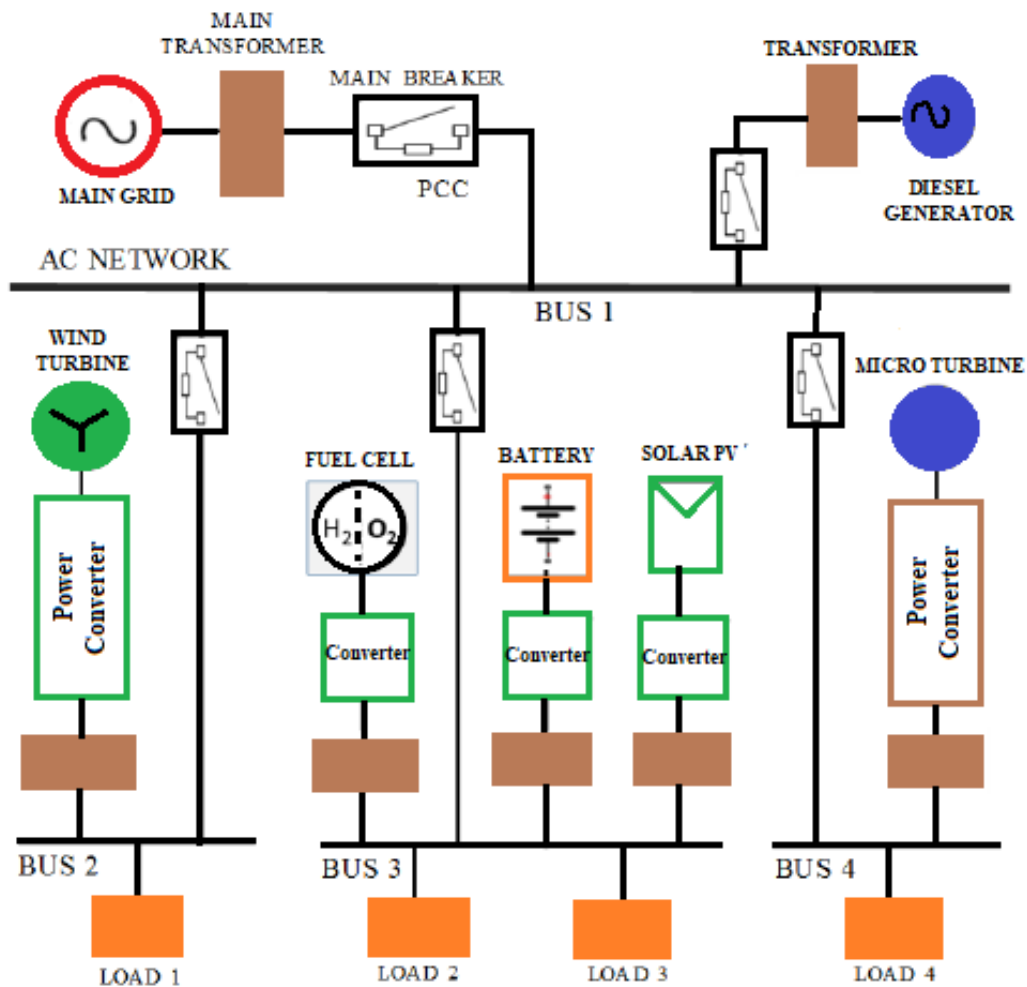 MAIN
TRANSFORMER
MAIN BREAKER
TRANSFORMER
MAIN GRID
PCC
DIESEL
GENERATOR
AC NETWORK
BUS 1
WIND
TURBINE
MICRO TURBINE
FUEL CELL
BATTERY
SOLAR PV
H2 O2
Power
Converter
Converter
Converter
Converter
Power
Converter
BUS 2
BUS 3
BUS 4
LOAD 1
LOAD 2
LOAD 3
LOAD 4